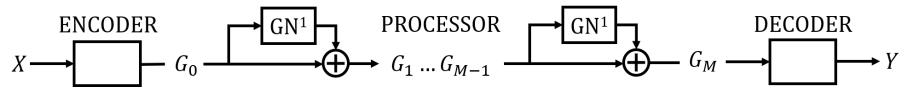 ENCODER GN¹ PROCESSOR GN¹ DECODER
X G₀ G₁ … G_{M−1} G_M Y